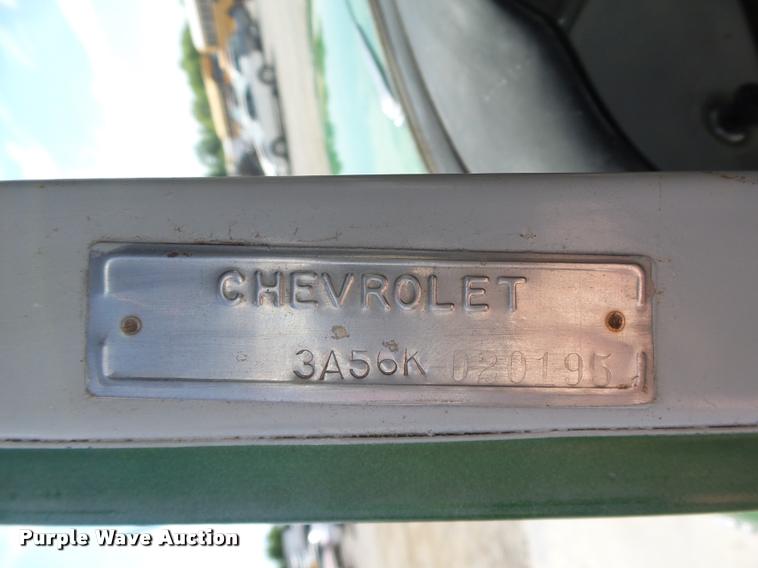 CHEVROLET
3A56K 020195
Purple Wave Auction